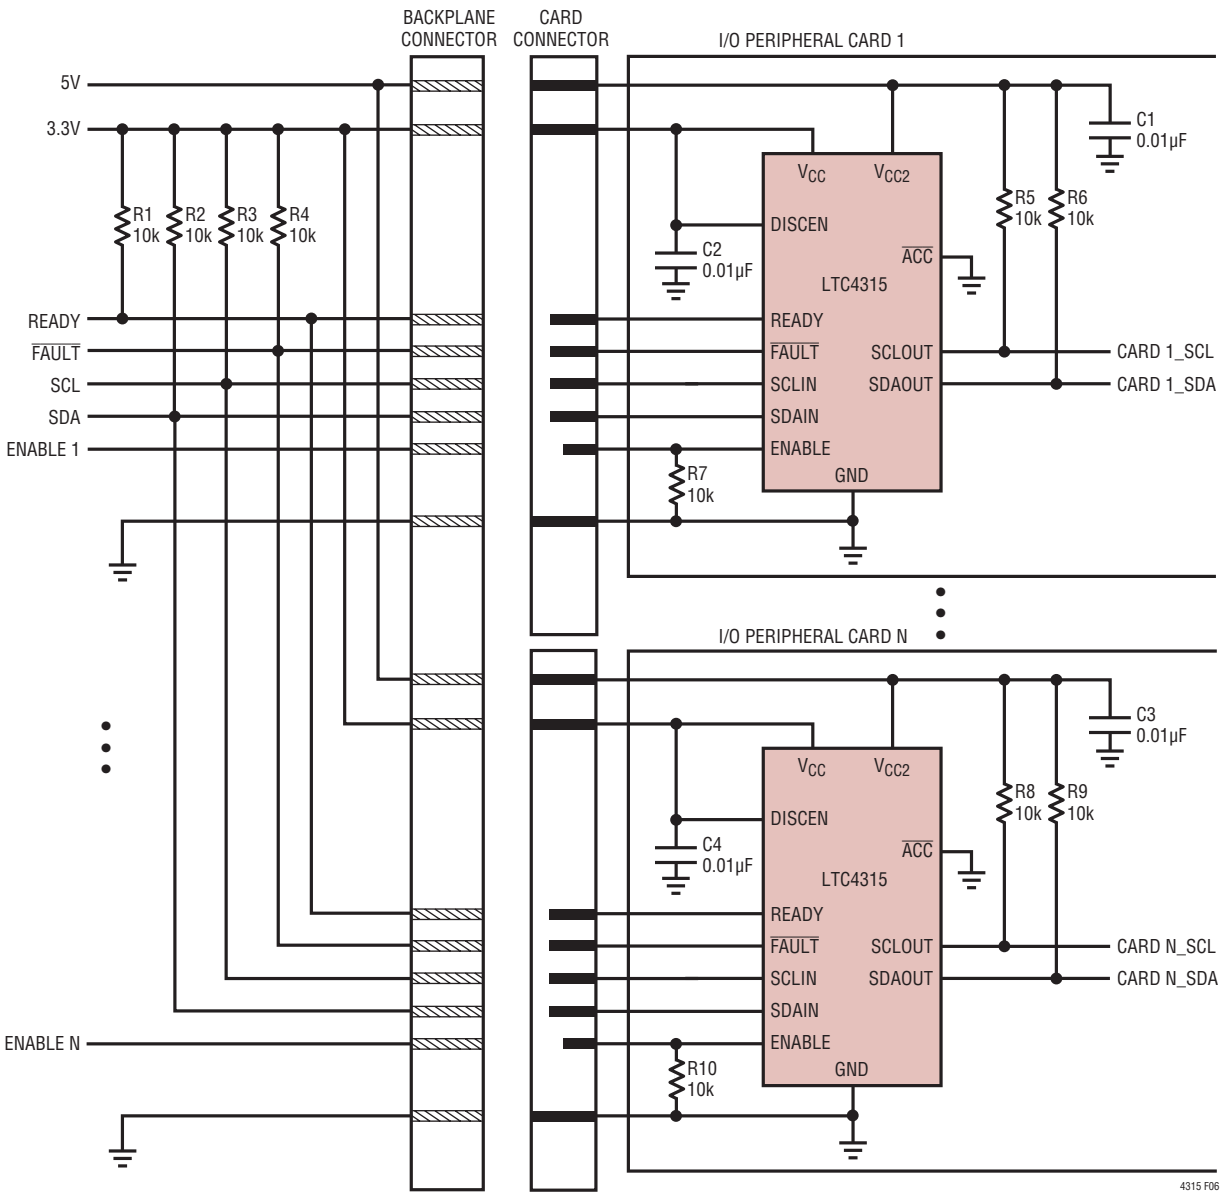 BACKPLANE
CONNECTOR
CARD
CONNECTOR
I/O PERIPHERAL CARD 1
5V
3.3V
R1
10k
R2
10k
R3
10k
R4
10k
READY
FAULT
SCL
SDA
ENABLE 1
VCC
VCC2
DISCEN
ACC
LTC4315
READY
FAULT
SCLIN
SDAIN
ENABLE
SCLOUT
SDAOUT
GND
C1
0.01µF
C2
0.01µF
R5
10k
R6
10k
R7
10k
CARD 1_SCL
CARD 1_SDA
I/O PERIPHERAL CARD N
ENABLE N
VCC
VCC2
DISCEN
ACC
LTC4315
READY
FAULT
SCLIN
SDAIN
ENABLE
SCLOUT
SDAOUT
GND
C3
0.01µF
C4
0.01µF
R8
10k
R9
10k
R10
10k
CARD N_SCL
CARD N_SDA
4315 F06